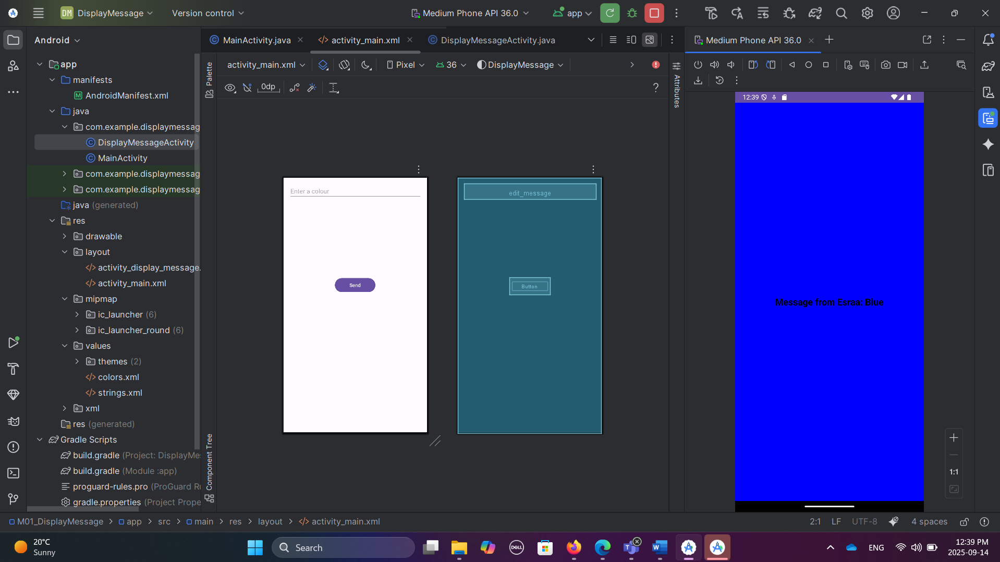 DM DisplayMessage Version control Medium Phone API 36.0 app
Android
MainActivity.java activity_main.xml DisplayMessageActivity.java
Medium Phone API 36.0
app
manifests
AndroidManifest.xml
java
com.example.displaymessag
DisplayMessageActivity
MainActivity
com.example.displaymessag
com.example.displaymessag
java (generated)
res
drawable
layout
activity_display_message.
activity_main.xml
mipmap
ic_launcher (6)
ic_launcher_round (6)
values
themes (2)
colors.xml
strings.xml
xml
res (generated)
Gradle Scripts
build.gradle (Project: DisplayMe
build.gradle (Module :app)
proguard-rules.pro (ProGuard Ru
gradle.properties (Project Prope
Palette
Component Tree
activity_main.xml Pixel 36 DisplayMessage
0dp
?
Attributes
Enter a colour
Send
edit_message
Button
12:39
Message from Esraa: Blue
1:1
M01_DisplayMessage > app > src > main > res > layout > activity_main.xml
2:1 LF UTF-8 4 spaces
20°C
Sunny
Search
DELL
ENG
12:39 PM
2025-09-14